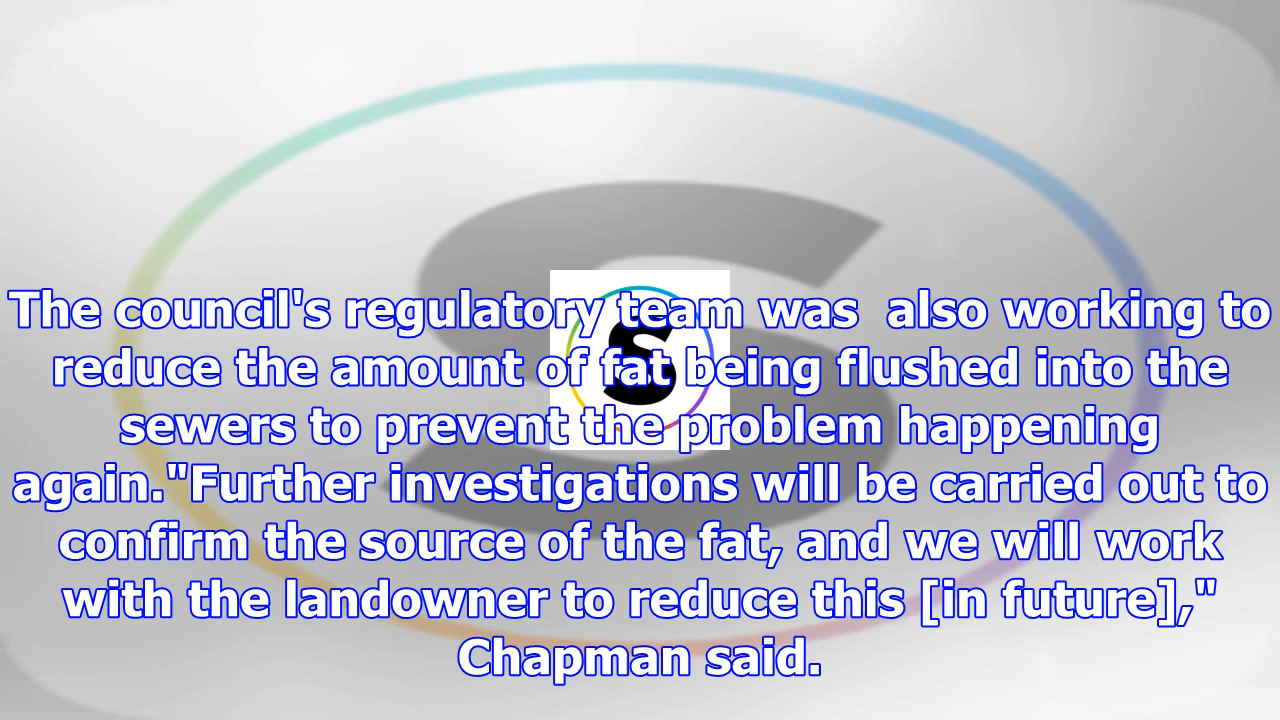 The council's regulatory team was  also working to
reduce the amount of fat being flushed into the
sewers to prevent the problem happening
again."Further investigations will be carried out to
confirm the source of the fat, and we will work
with the landowner to reduce this [in future],"
Chapman said.
S